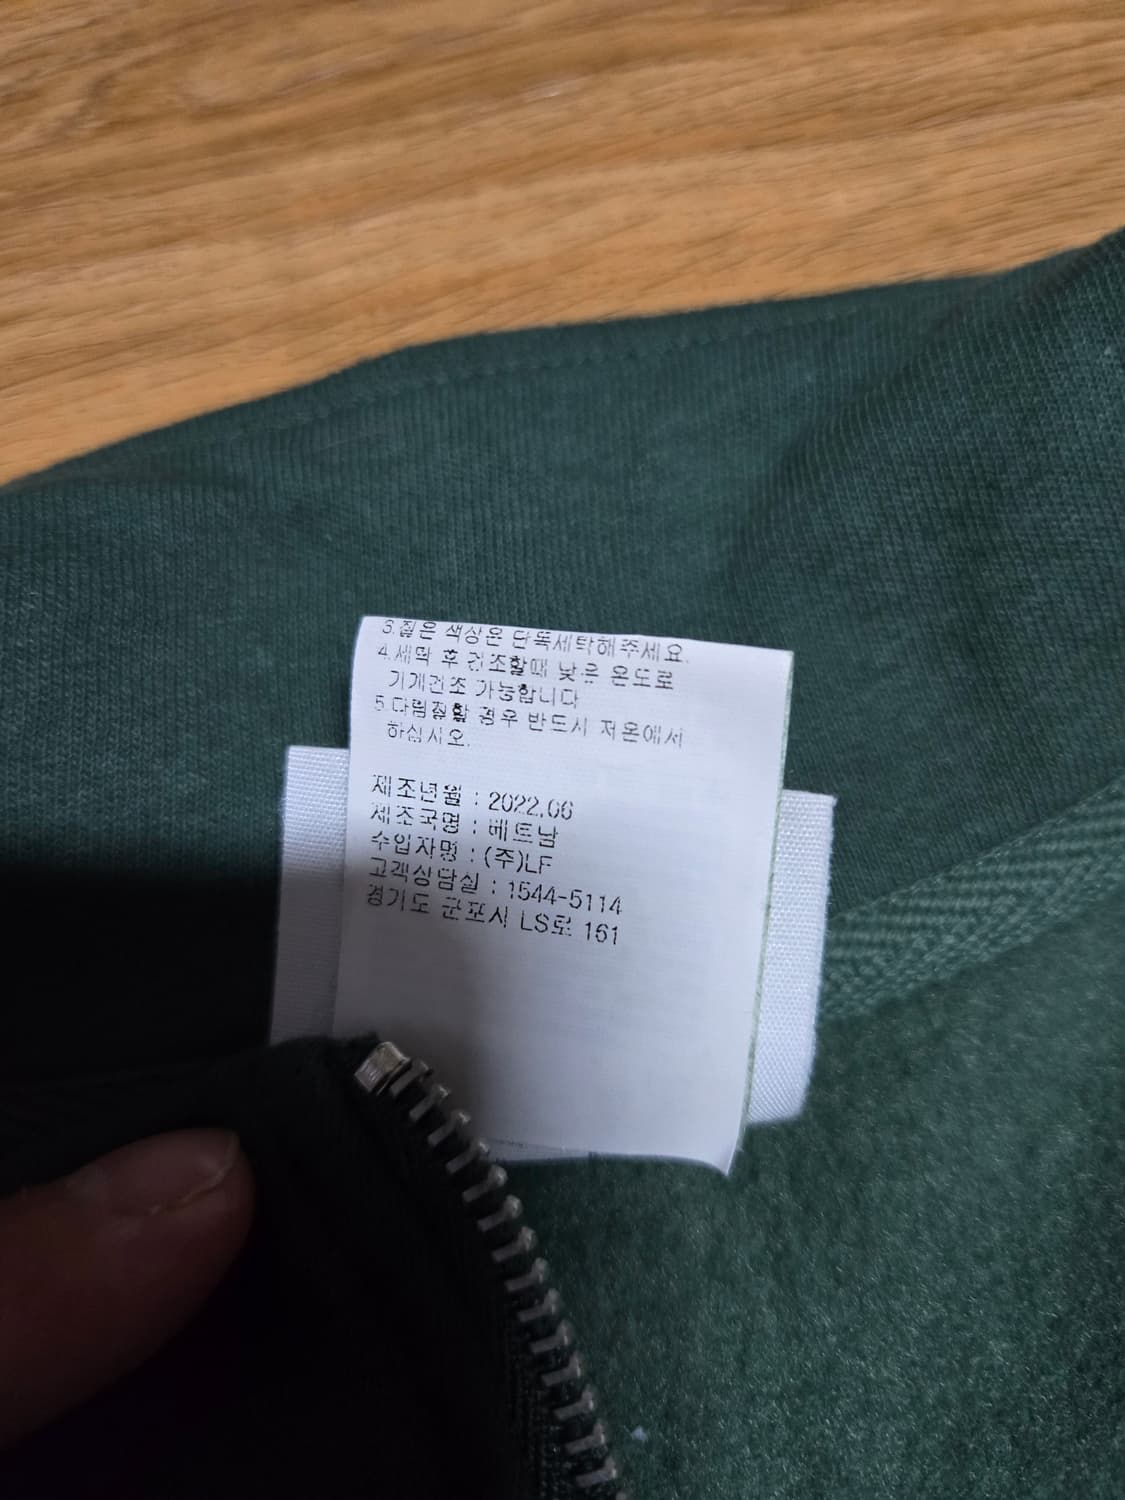 3.짙은 색상은 단독세탁해주세요.
4.세탁 후 건조할때 낮은 온도로
기계건조 가능합니다
5.다림질할 경우 반드시 저온에서
하십시오.
제조년월 : 2022.06
제조국명 : 베트남
수입자명 : (주)LF
고객상담실 : 1544-5114
경기도 군포시 LS로 161